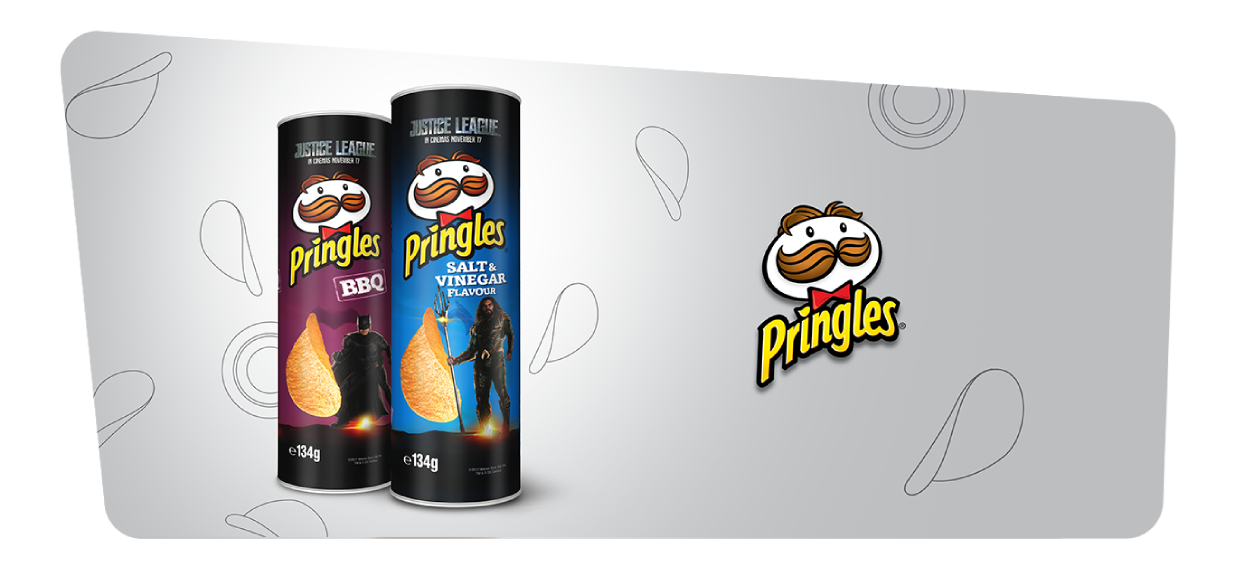 JUSTICE LEAGUE
IN CINEMAS NOVEMBER 17
Pringles
BBQ
e134g
JUSTICE LEAGUE
IN CINEMAS NOVEMBER 17
Pringles
SALT &
VINEGAR
FLAVOUR
e134g
Pringles®